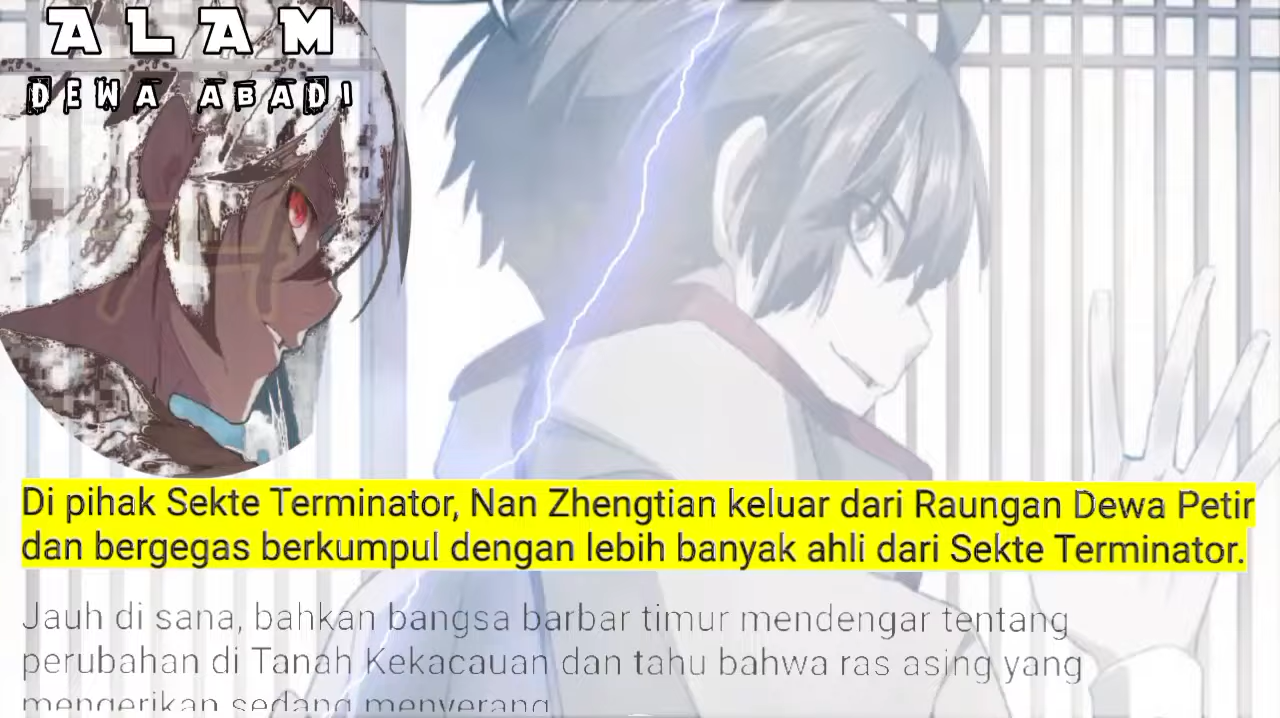 ALAM
DEWA ABADI
Di pihak Sekte Terminator, Nan Zhengtian keluar dari Raungan Dewa Petir
dan bergegas berkumpul dengan lebih banyak ahli dari Sekte Terminator.
Jauh di sana, bahkan bangsa barbar timur mendengar tentang
perubahan di Tanah Kekacauan dan tahu bahwa ras asing yang
mengerikan sedang menyerang